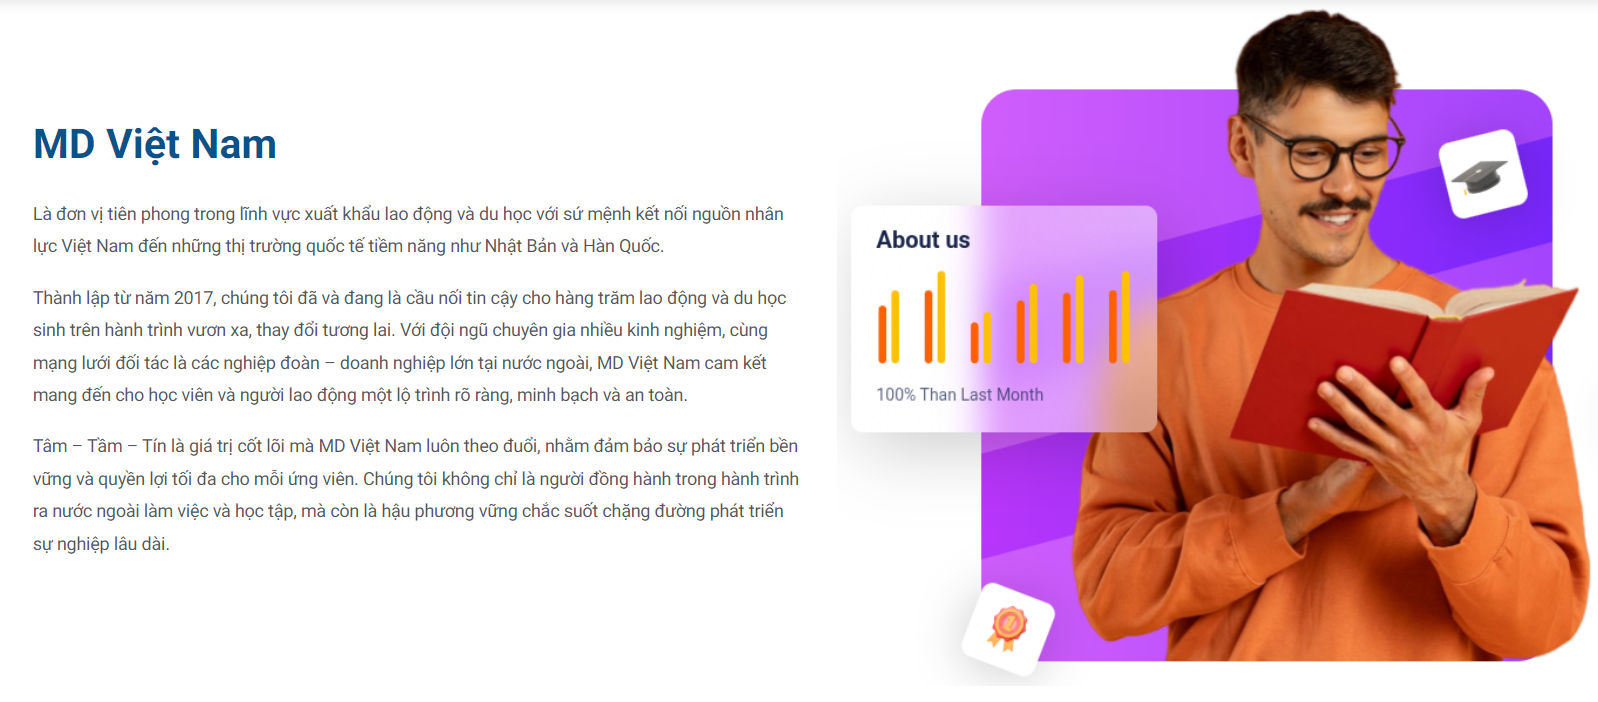 MD Việt Nam
Là đơn vị tiên phong trong lĩnh vực xuất khẩu lao động và du học với sứ mệnh kết nối nguồn nhân
lực Việt Nam đến những thị trường quốc tế tiềm năng như Nhật Bản và Hàn Quốc.
Thành lập từ năm 2017, chúng tôi đã và đang là cầu nối tin cậy cho hàng trăm lao động và du học
sinh trên hành trình vươn xa, thay đổi tương lai. Với đội ngũ chuyên gia nhiều kinh nghiệm, cùng
mạng lưới đối tác là các nghiệp đoàn – doanh nghiệp lớn tại nước ngoài, MD Việt Nam cam kết
mang đến cho học viên và người lao động một lộ trình rõ ràng, minh bạch và an toàn.
Tâm – Tầm – Tín là giá trị cốt lõi mà MD Việt Nam luôn theo đuổi, nhằm đảm bảo sự phát triển bền
vững và quyền lợi tối đa cho mỗi ứng viên. Chúng tôi không chỉ là người đồng hành trong hành trình
ra nước ngoài làm việc và học tập, mà còn là hậu phương vững chắc suốt chặng đường phát triển
sự nghiệp lâu dài.
About us
100% Than Last Month